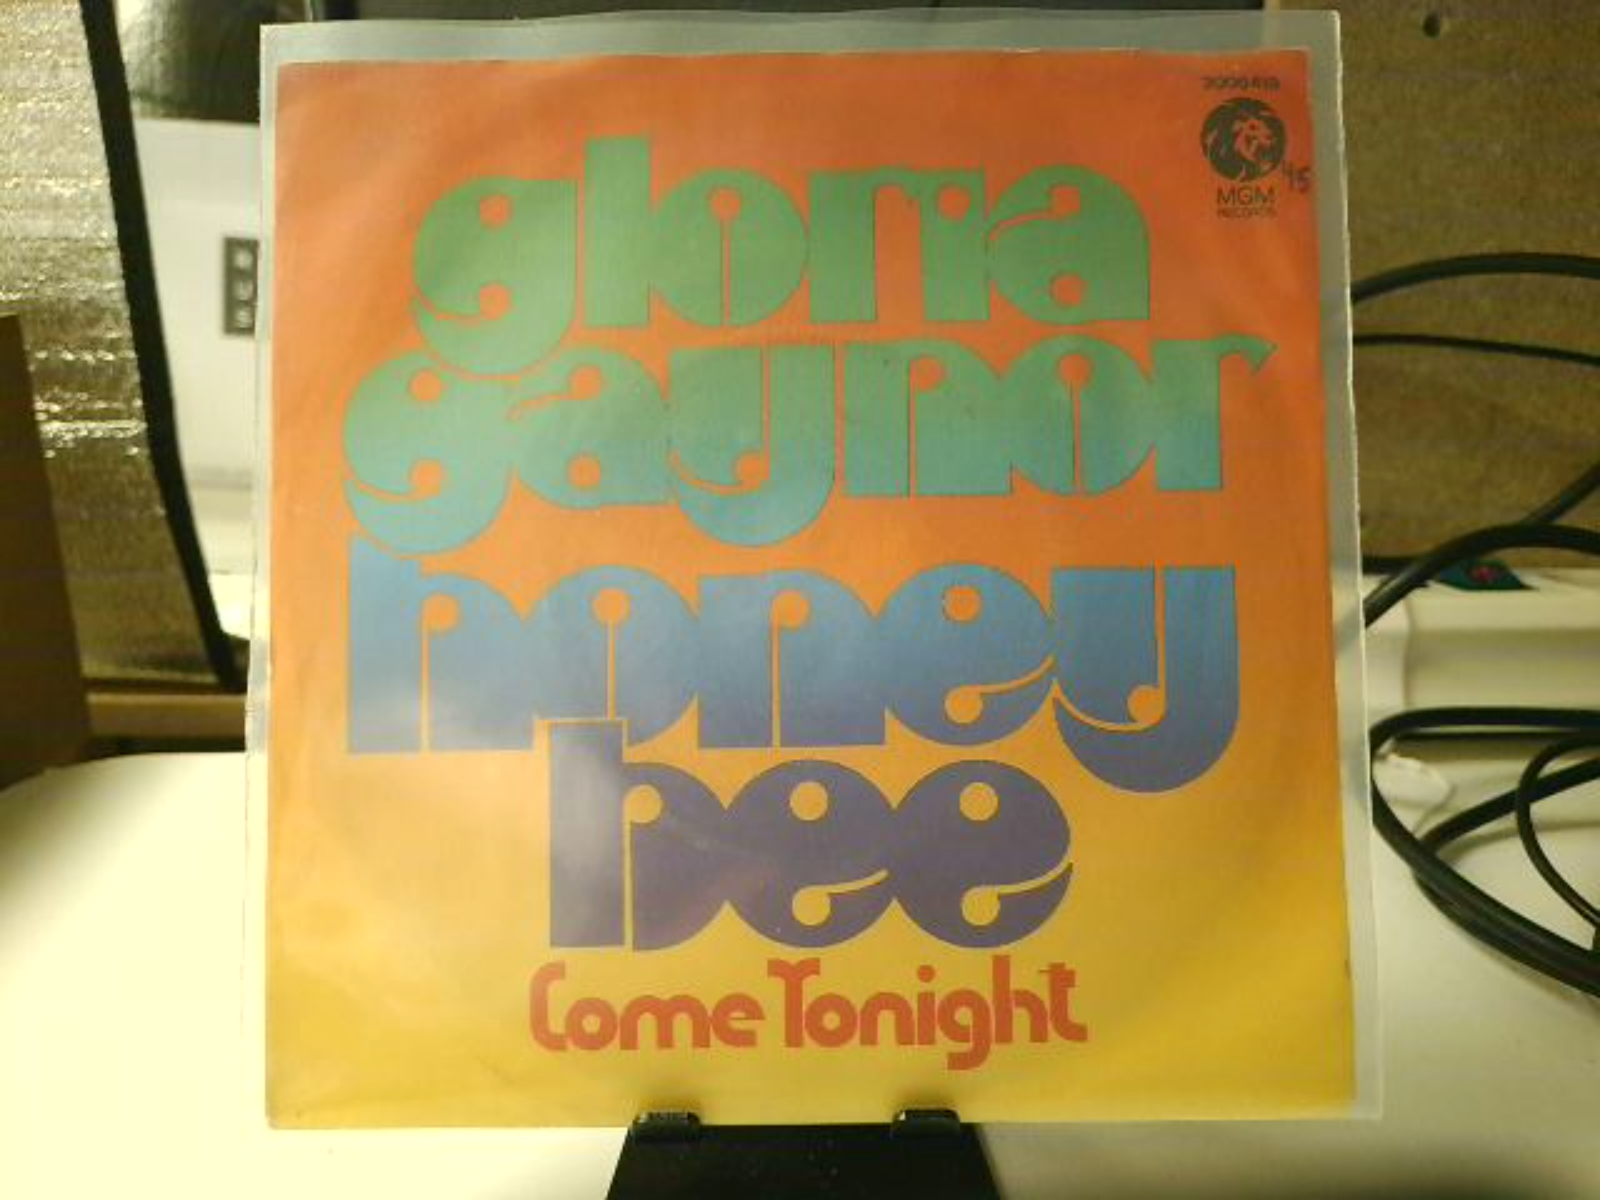 gloria
gaynor
honey
bee
Come Tonight
MGM
RECORDS
45